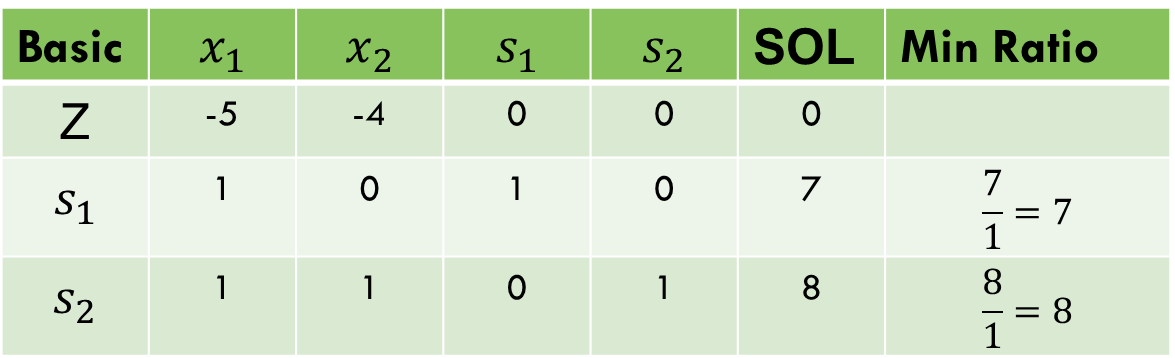 Basic x₁ x₂ s₁ s₂ SOL Min Ratio
Z -5 -4 0 0 0
s₁ 1 0 1 0 7 7/1 = 7
s₂ 1 1 0 1 8 8/1 = 8